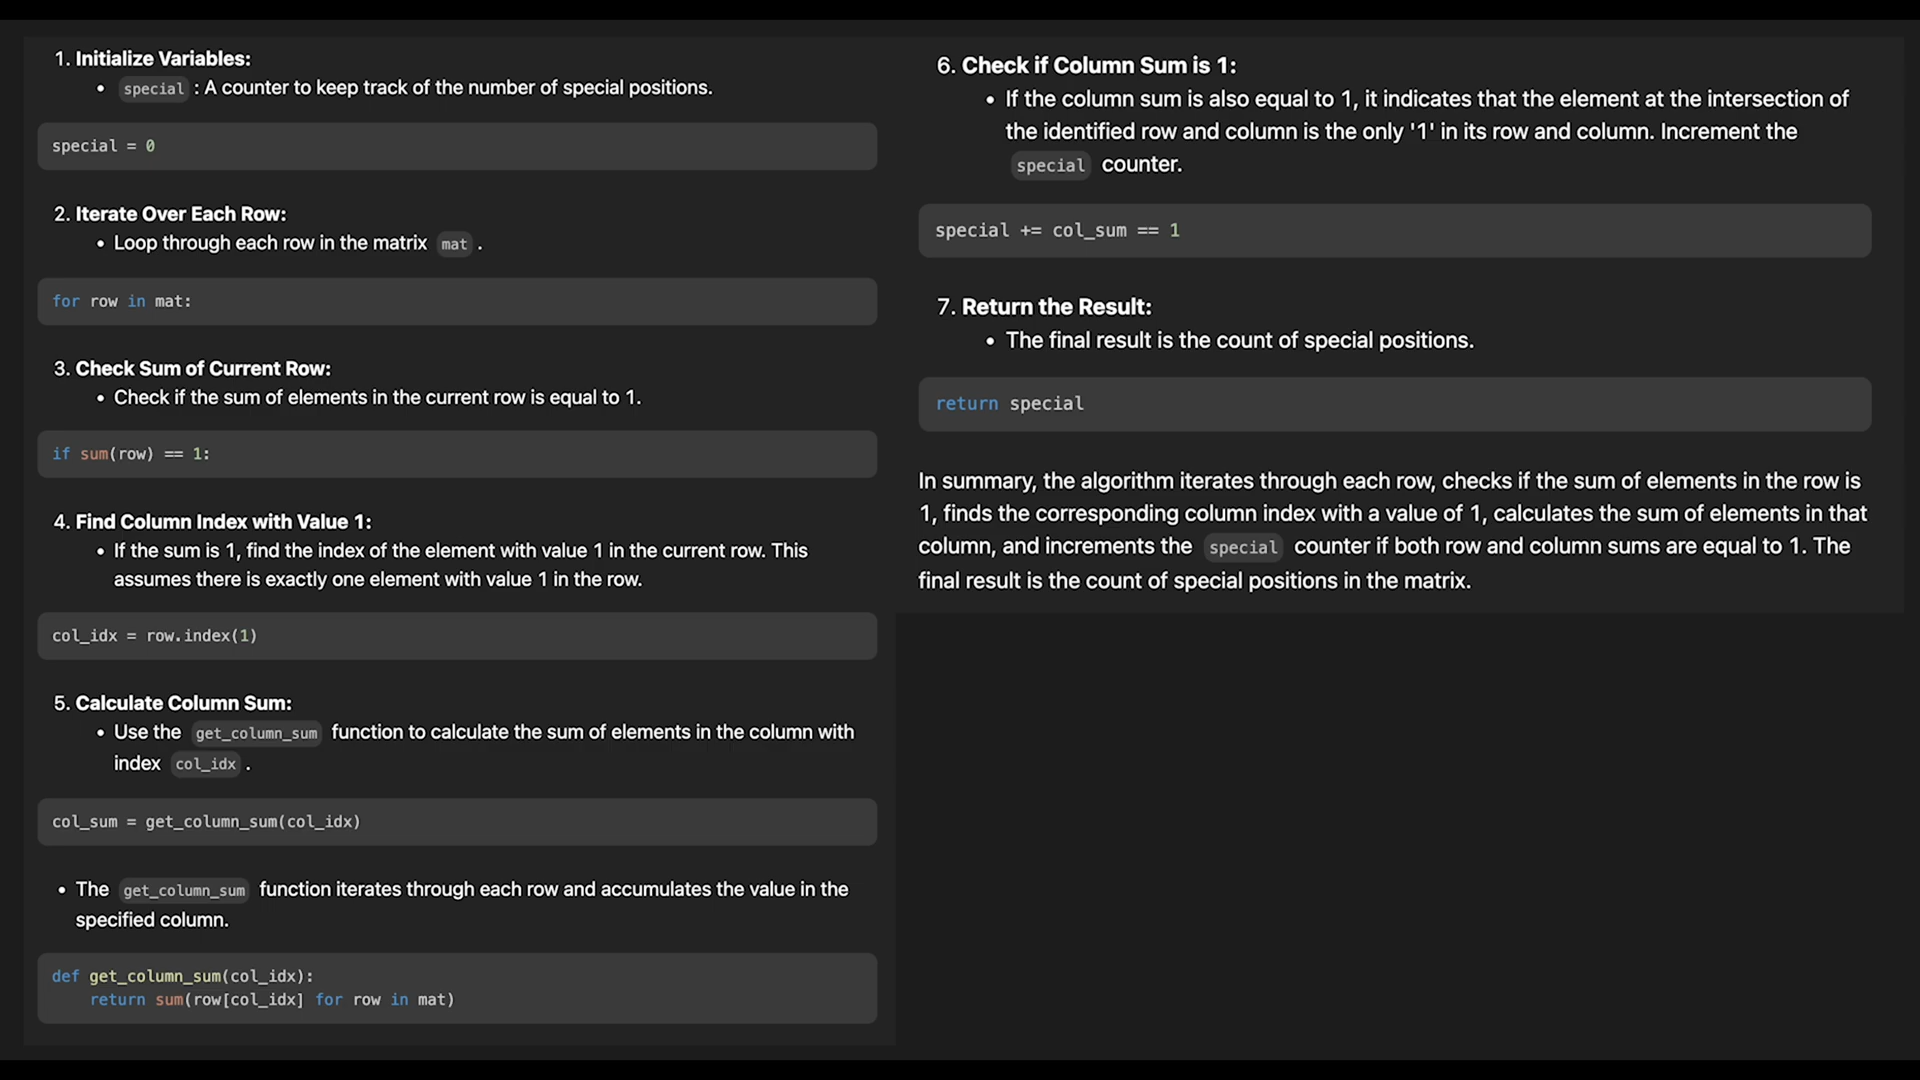 1. Initialize Variables:
• special : A counter to keep track of the number of special positions.
special = 0
2. Iterate Over Each Row:
• Loop through each row in the matrix mat .
for row in mat:
3. Check Sum of Current Row:
• Check if the sum of elements in the current row is equal to 1.
if sum(row) == 1:
4. Find Column Index with Value 1:
• If the sum is 1, find the index of the element with value 1 in the current row. This
assumes there is exactly one element with value 1 in the row.
col_idx = row.index(1)
5. Calculate Column Sum:
• Use the get_column_sum function to calculate the sum of elements in the column with
index col_idx .
col_sum = get_column_sum(col_idx)
• The get_column_sum function iterates through each row and accumulates the value in the
specified column.
def get_column_sum(col_idx):
    return sum(row[col_idx] for row in mat)
6. Check if Column Sum is 1:
• If the column sum is also equal to 1, it indicates that the element at the intersection of
the identified row and column is the only '1' in its row and column. Increment the
special counter.
special += col_sum == 1
7. Return the Result:
• The final result is the count of special positions.
return special
In summary, the algorithm iterates through each row, checks if the sum of elements in the row is
1, finds the corresponding column index with a value of 1, calculates the sum of elements in that
column, and increments the special counter if both row and column sums are equal to 1. The
final result is the count of special positions in the matrix.